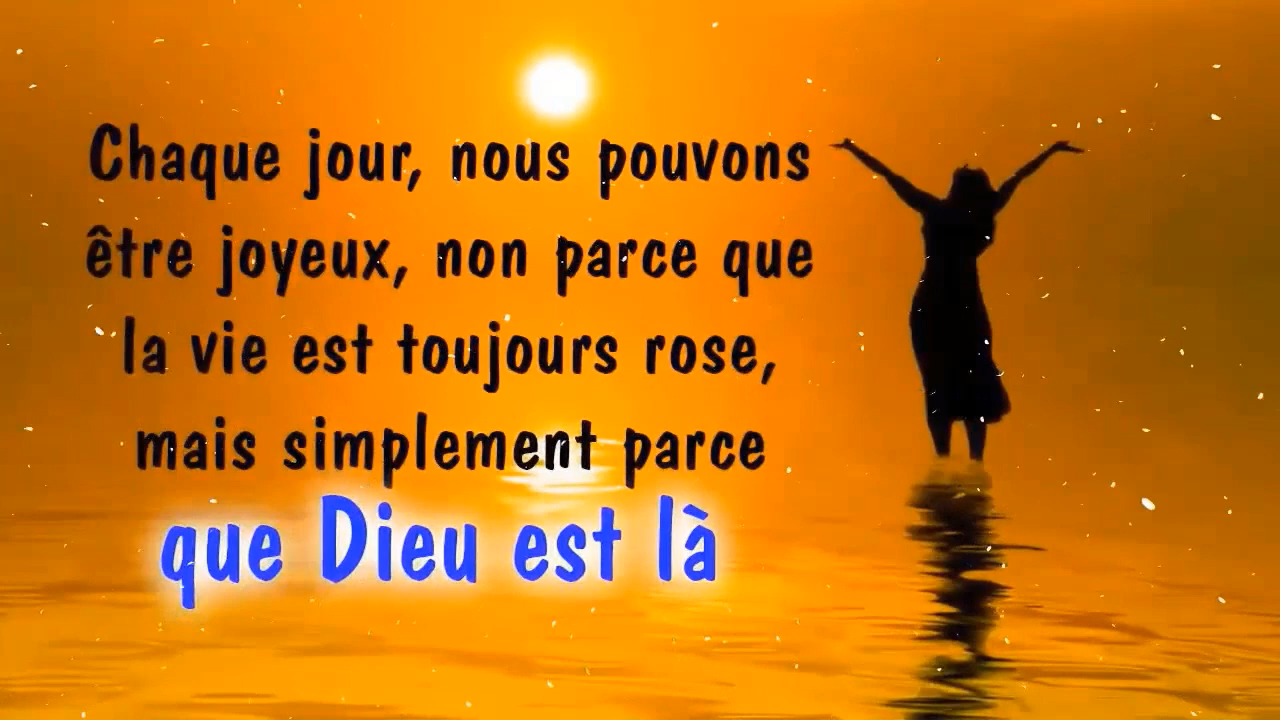 Chaque jour, nous pouvons
être joyeux, non parce que
la vie est toujours rose,
mais simplement parce
que Dieu est là